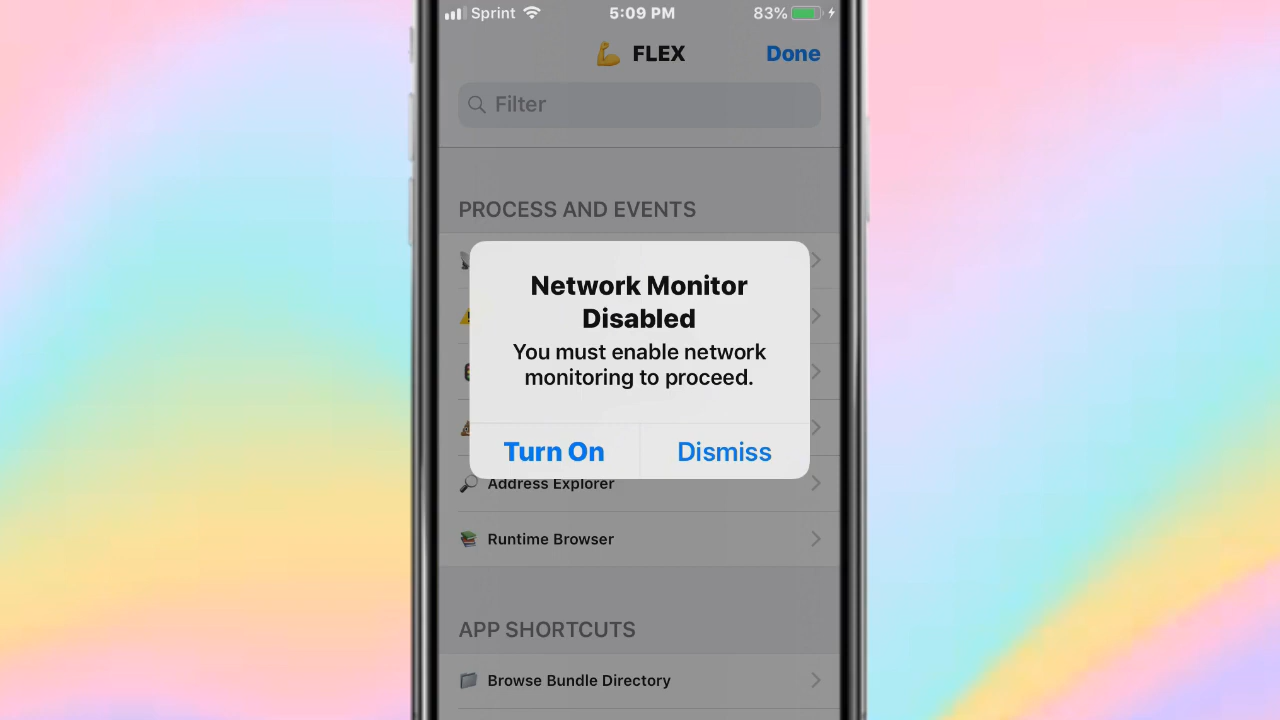 Sprint 5:09 PM 83%
💪 FLEX Done
Filter
PROCESS AND EVENTS
Network Monitor
Disabled
You must enable network
monitoring to proceed.
Turn On Dismiss
Address Explorer
Runtime Browser
APP SHORTCUTS
Browse Bundle Directory